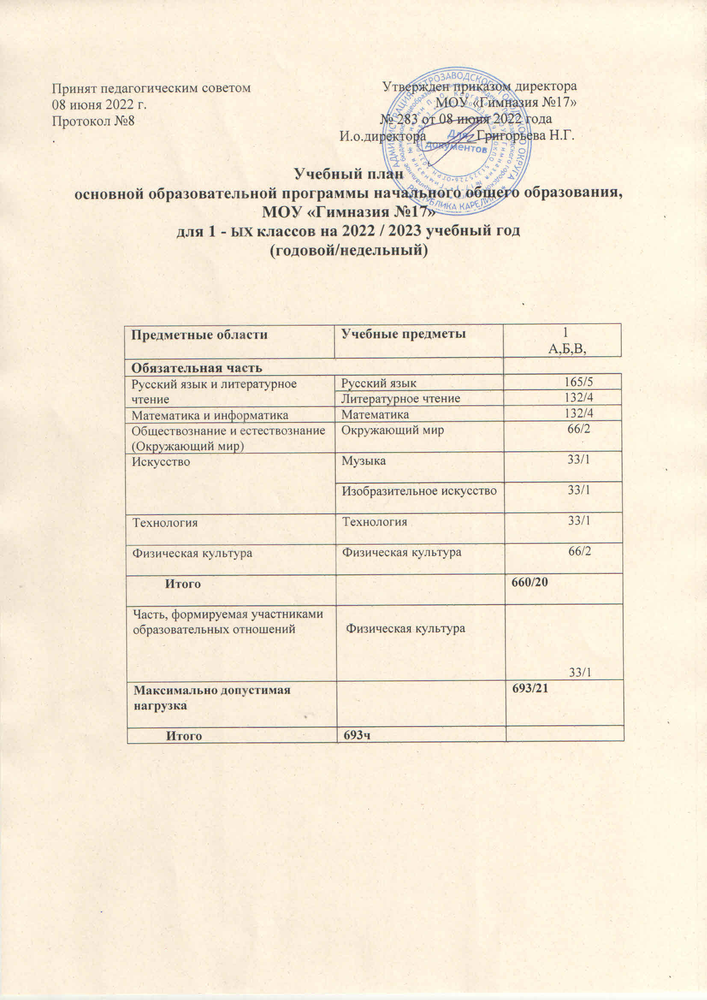 Принят педагогическим советом
08 июня 2022 г.
Протокол №8
Утвержден приказом директора
МОУ «Гимназия №17»
№ 283 от 08 июня 2022 года
И.о.директора ________ Григорьева Н.Г.
АДМИНИСТРАЦИЯ ПЕТРОЗАВОДСКОГО ГОРОДСКОГО ОКРУГА
РЕСПУБЛИКА КАРЕЛИЯ
Для
документов
Учебный план
основной образовательной программы начального общего образования,
МОУ «Гимназия №17»
для 1 - ых классов на 2022 / 2023 учебный год
(годовой/недельный)
Предметные области Учебные предметы 1
А,Б,В,
Обязательная часть
Русский язык и литературное Русский язык 165/5
чтение Литературное чтение 132/4
Математика и информатика Математика 132/4
Обществознание и естествознание Окружающий мир 66/2
(Окружающий мир)
Искусство Музыка 33/1
Изобразительное искусство 33/1
Технология Технология 33/1
Физическая культура Физическая культура 66/2
Итого 660/20
Часть, формируемая участниками
образовательных отношений Физическая культура
33/1
Максимально допустимая 693/21
нагрузка
Итого 693ч